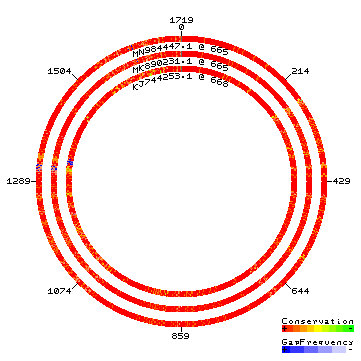 1719
0
MN984447.1 @ 665
MK890231.1 @ 665
KJ744253.1 @ 668
1504
214
1289
429
1074
644
859
Conservation
+ -
GapFrequency
+ -